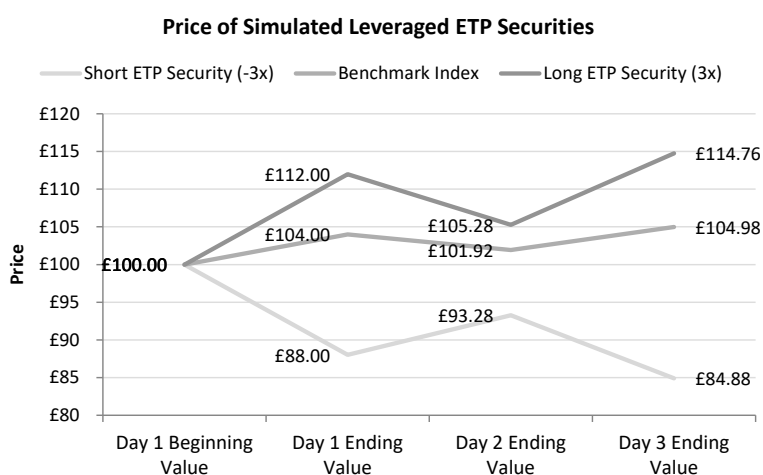 Price of Simulated Leveraged ETP Securities
Short ETP Security (-3x) Benchmark Index Long ETP Security (3x)
Price
£120
£115
£110
£105
£100
£95
£90
£85
£80
£100.00
£112.00
£104.00
£88.00
£105.28
£101.92
£93.28
£114.76
£104.98
£84.88
Day 1 Beginning Value
Day 1 Ending Value
Day 2 Ending Value
Day 3 Ending Value